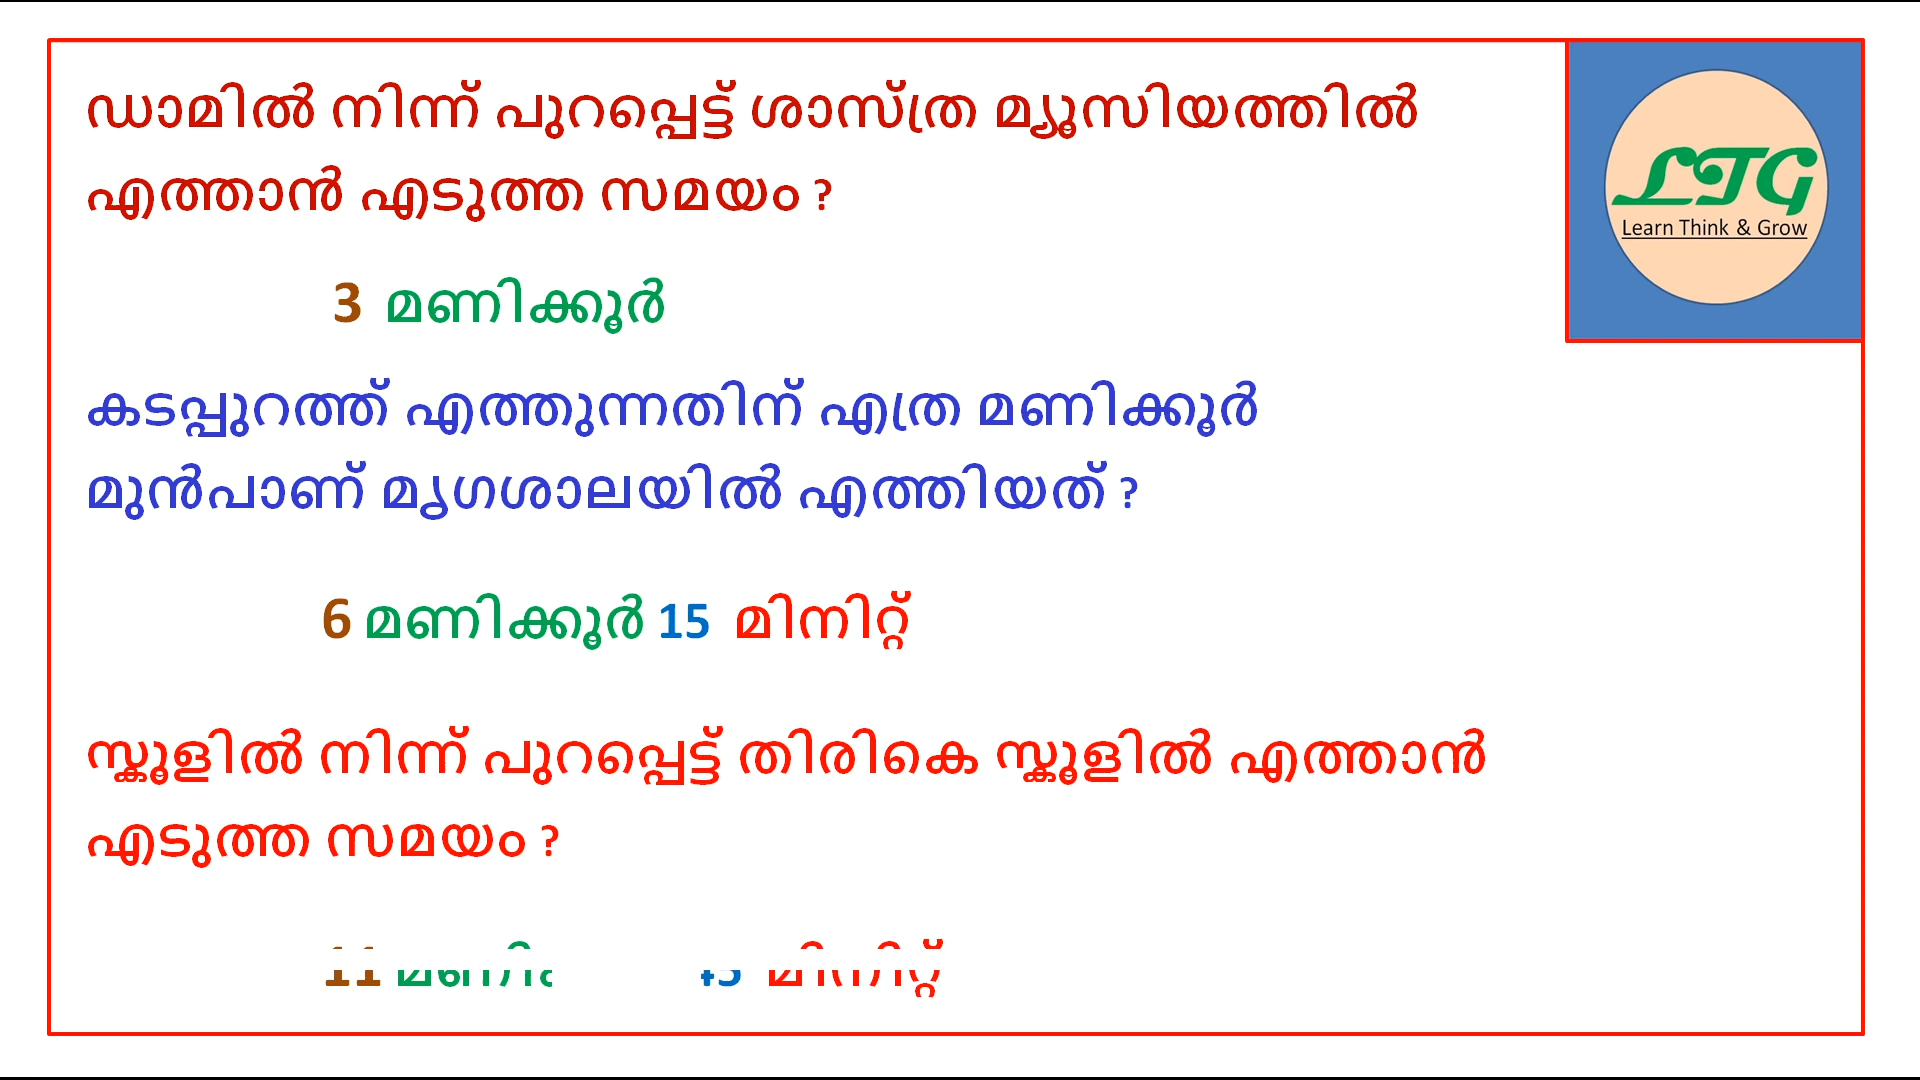 ഡാമിൽ നിന്ന് പുറപ്പെട്ട് ശാസ്ത്ര മ്യൂസിയത്തിൽ
എത്താൻ എടുത്ത സമയം ?
3 മണിക്കൂർ
കടപ്പുറത്ത് എത്തുന്നതിന് എത്ര മണിക്കൂർ
മുൻപാണ് മൃഗശാലയിൽ എത്തിയത് ?
6 മണിക്കൂർ 15 മിനിറ്റ്
സ്കൂളിൽ നിന്ന് പുറപ്പെട്ട് തിരികെ സ്കൂളിൽ എത്താൻ
എടുത്ത സമയം ?
11 മിനിറ്റ്
LTG
Learn Think & Grow